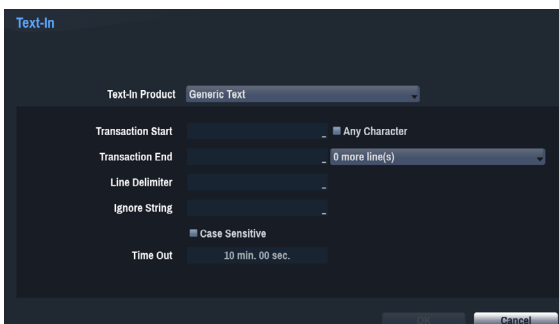 Text-In
Text-In Product Generic Text
Transaction Start _ Any Character
Transaction End _ 0 more line(s)
Line Delimiter _
Ignore String _
Case Sensitive
Time Out 10 min. 00 sec.
OK Cancel